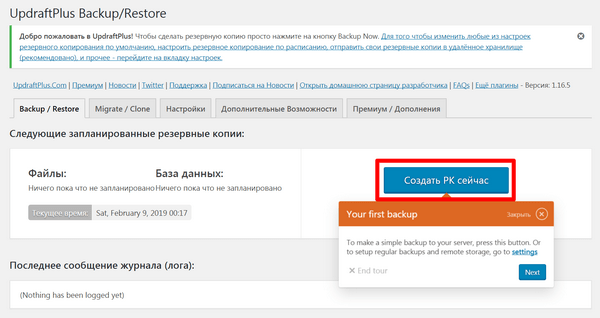 UpdraftPlus Backup/Restore
Добро пожаловать в UpdraftPlus! Чтобы сделать резервную копию просто нажмите на кнопку Backup Now. Для того чтобы изменить любые из настроек
резервного копирования по умолчанию, настроить резервное копирование по расписанию, отправить свои резервные копии в удалённое хранилище
(рекомендовано), и прочее - перейдите на вкладку настроек.
UpdraftPlus.Com | Премиум | Новости | Twitter | Поддержка | Подписаться на Новости | Открыть домашнюю страницу разработчика | FAQs | Ещё плагины - Версия: 1.16.5
Backup / Restore Migrate / Clone Настройки Дополнительные Возможности Премиум / Дополнения
Следующие запланированные резервные копии:
Файлы: База данных:
Ничего пока что не запланировано Ничего пока что не запланировано
Текущее время: Sat, February 9, 2019 00:17
Создать РК сейчас
Your first backup Закрыть
To make a simple backup to your server, press this button. Or
to setup regular backups and remote storage, go to settings
End tour Next
Последнее сообщение журнала (лога):
(Nothing has been logged yet)